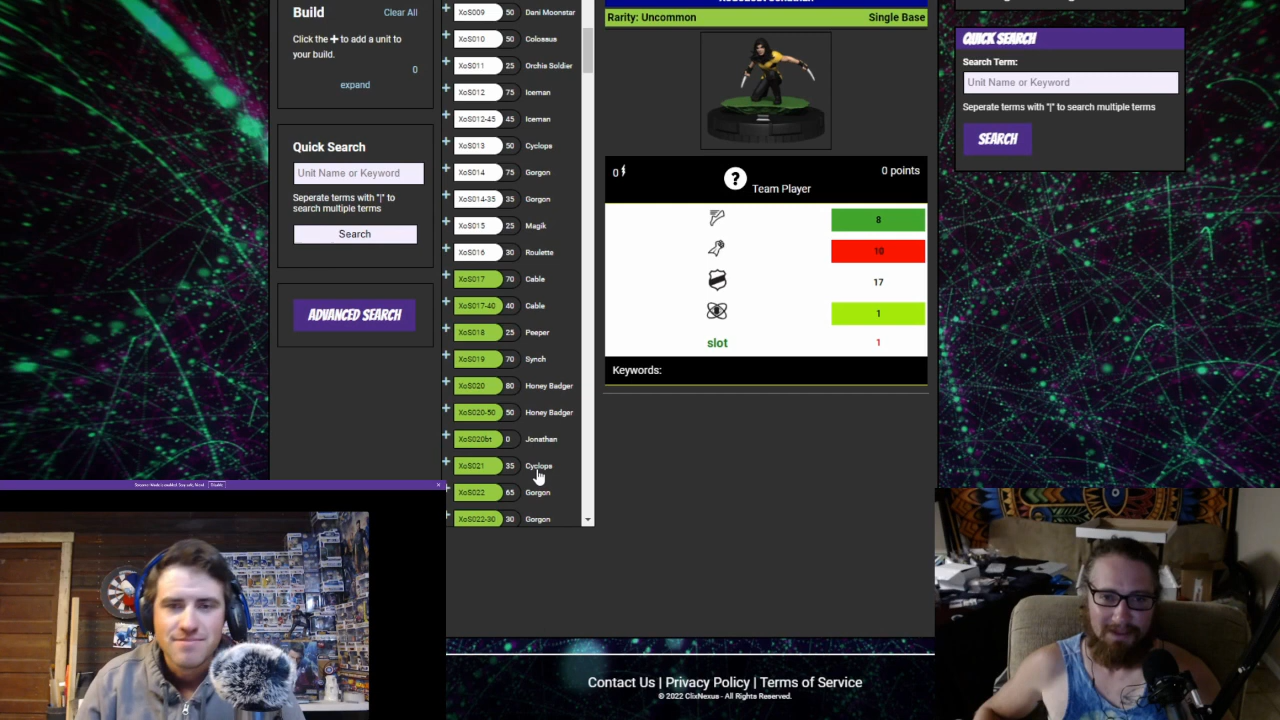 Build
Clear All
Click the + to add a unit to
your build.
0
expand
Quick Search
Unit Name or Keyword
Seperate terms with "|" to
search multiple terms
Search
ADVANCED SEARCH
XoS009 50 Dani Moonstar
XoS010 50 Colossus
XoS011 25 Orchis Soldier
XoS012 75 Iceman
XoS012-45 45 Iceman
XoS013 50 Cyclops
XoS014 75 Gorgon
XoS014-35 35 Gorgon
XoS015 25 Magik
XoS016 30 Roulette
XoS017 70 Cable
XoS017-40 40 Cable
XoS018 25 Peeper
XoS019 70 Synch
XoS020 80 Honey Badger
XoS020-50 50 Honey Badger
XoS020b1 0 Jonathan
XoS021 35 Cyclops
XoS022 65 Gorgon
XoS022-30 30 Gorgon
Rarity: Uncommon
Single Base
0
0 points
?
Team Player
8
10
17
1
slot
1
Keywords:
QUICK SEARCH
Search Term:
Unit Name or Keyword
Seperate terms with "|" to search multiple terms
SEARCH
Contact Us | Privacy Policy | Terms of Service
© 2022 ClixNexus - All Rights Reserved.